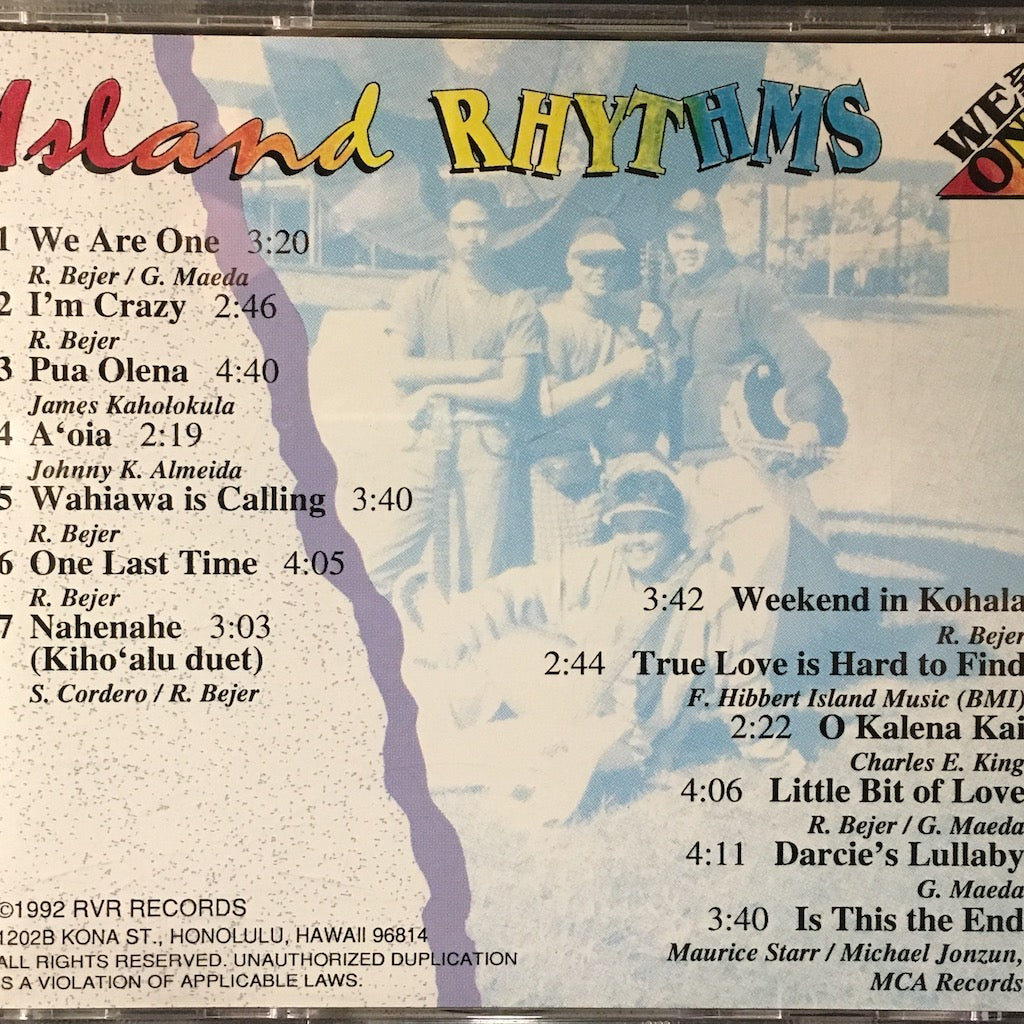 Island RHYTHMS
WE
ON
1 We Are One 3:20
R. Bejer / G. Maeda
2 I'm Crazy 2:46
R. Bejer
3 Pua Olena 4:40
James Kaholokula
4 A‘oia 2:19
Johnny K. Almeida
5 Wahiawa is Calling 3:40
R. Bejer
6 One Last Time 4:05
R. Bejer
7 Nahenahe 3:03
(Kiho‘alu duet)
S. Cordero / R. Bejer
3:42 Weekend in Kohala
R. Bejer
2:44 True Love is Hard to Find
F. Hibbert Island Music (BMI)
2:22 O Kalena Kai
Charles E. King
4:06 Little Bit of Love
R. Bejer / G. Maeda
4:11 Darcie's Lullaby
G. Maeda
3:40 Is This the End
Maurice Starr / Michael Jonzun,
MCA Records
©1992 RVR RECORDS
1202B KONA ST., HONOLULU, HAWAII 96814
ALL RIGHTS RESERVED. UNAUTHORIZED DUPLICATION
IS A VIOLATION OF APPLICABLE LAWS.